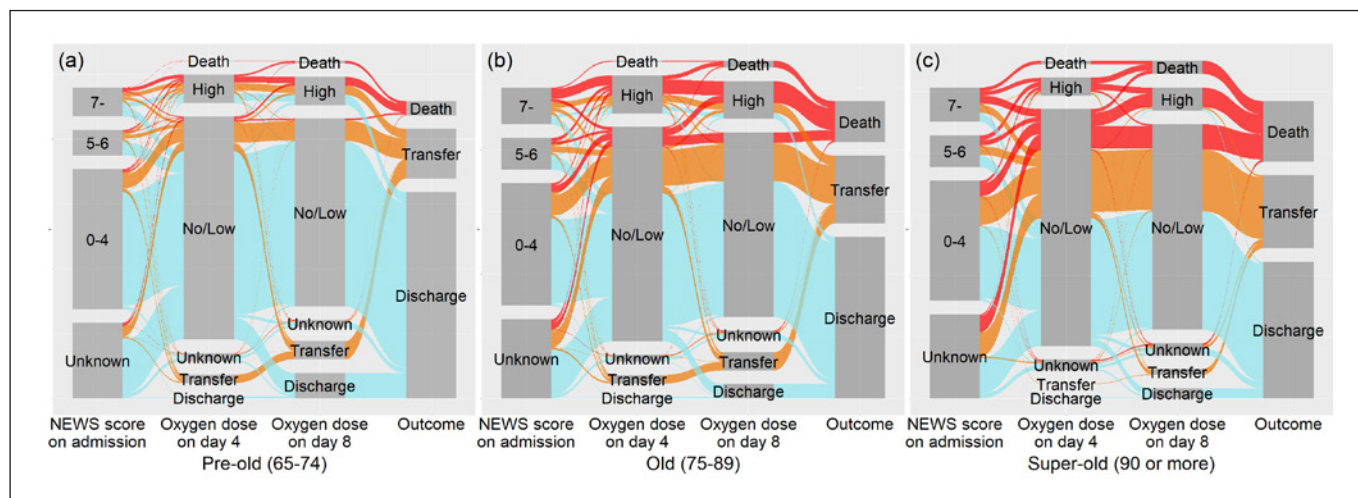 (a)
Death
Death
7-
High
High
Death
5-6
Transfer
0-4
No/Low
No/Low
Discharge
Unknown
Unknown
Unknown
Transfer
Transfer
Discharge
Discharge
NEWS score on admission
Oxygen dose on day 4
Oxygen dose on day 8
Outcome
Pre-old (65-74)
(b)
Death
Death
7-
High
High
Death
5-6
Transfer
0-4
No/Low
No/Low
Discharge
Unknown
Unknown
Unknown
Transfer
Transfer
Discharge
Discharge
NEWS score on admission
Oxygen dose on day 4
Oxygen dose on day 8
Outcome
Old (75-89)
(c)
Death
Death
7-
High
High
Death
5-6
Transfer
0-4
No/Low
No/Low
Discharge
Unknown
Unknown
Unknown
Transfer
Transfer
Discharge
Discharge
NEWS score on admission
Oxygen dose on day 4
Oxygen dose on day 8
Outcome
Super-old (90 or more)